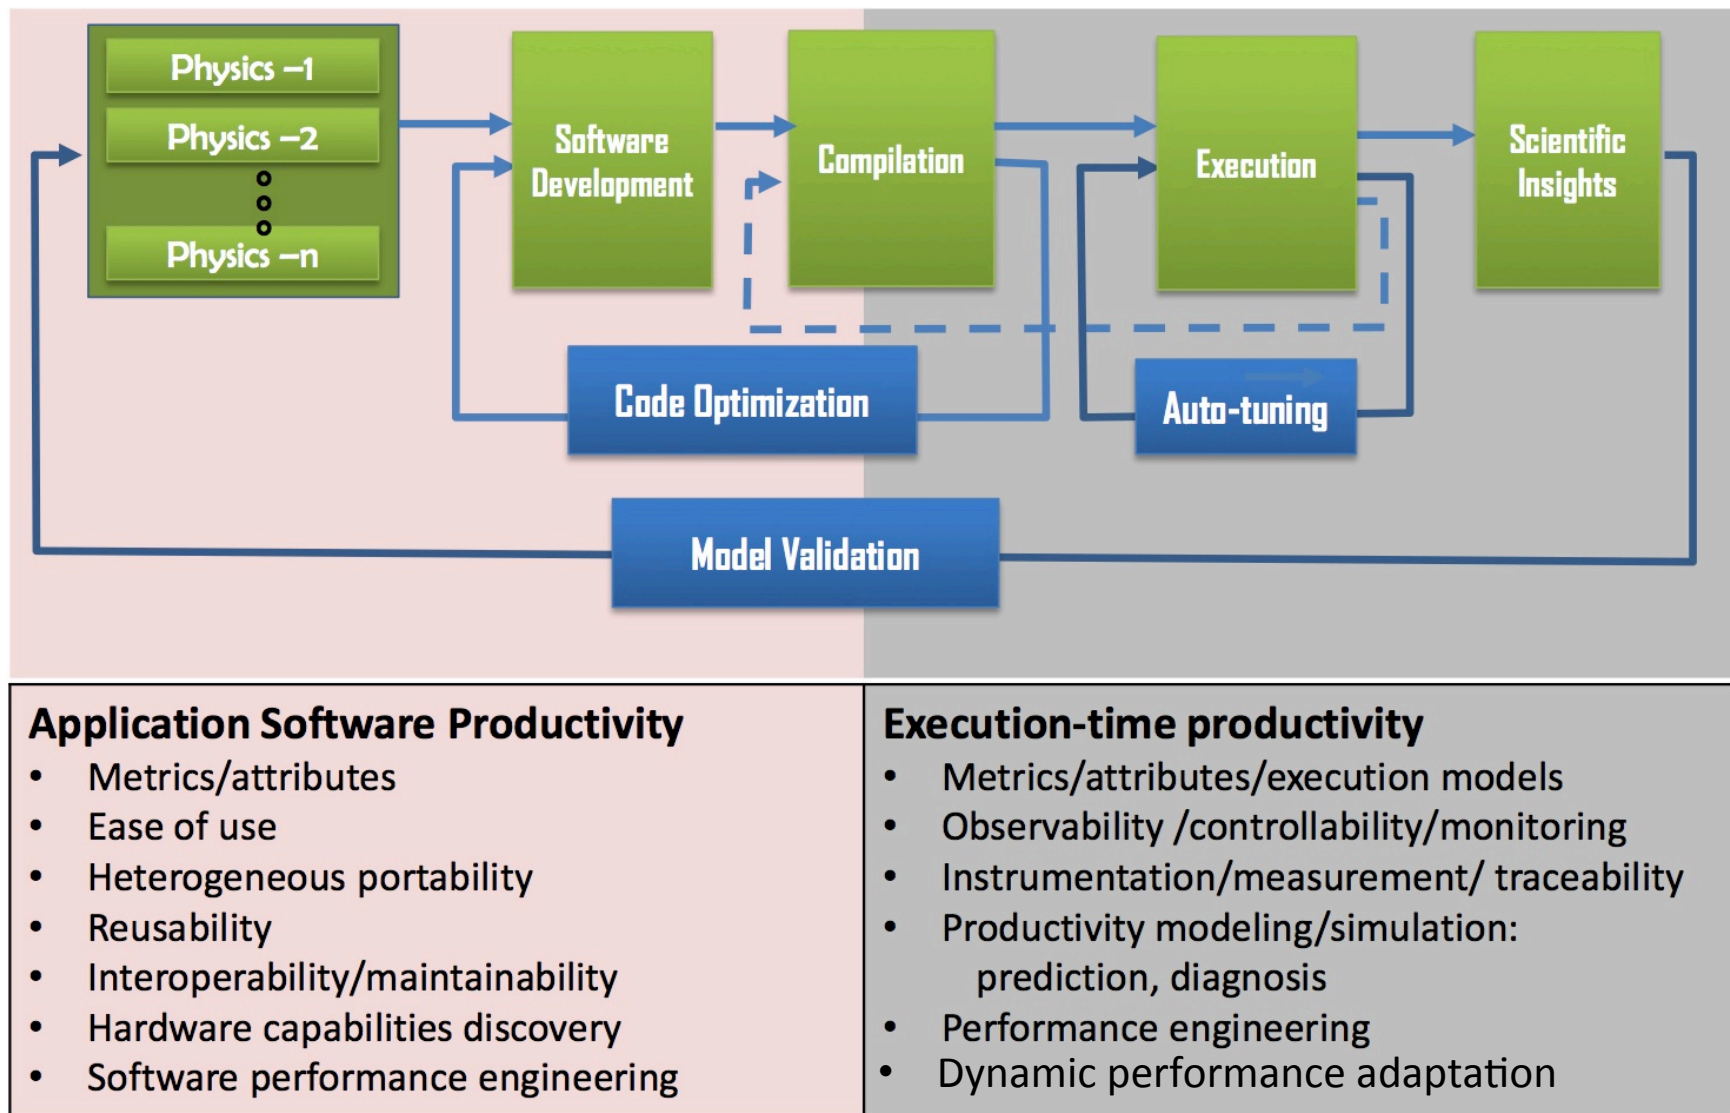 Physics –1
Physics –2
Physics –n
Software
Development
Compilation
Execution
Scientific
Insights
Code Optimization
Auto-tuning
Model Validation
Application Software Productivity
• Metrics/attributes
• Ease of use
• Heterogeneous portability
• Reusability
• Interoperability/maintainability
• Hardware capabilities discovery
• Software performance engineering
Execution-time productivity
• Metrics/attributes/execution models
• Observability /controllability/monitoring
• Instrumentation/measurement/ traceability
• Productivity modeling/simulation:
prediction, diagnosis
• Performance engineering
• Dynamic performance adaptation